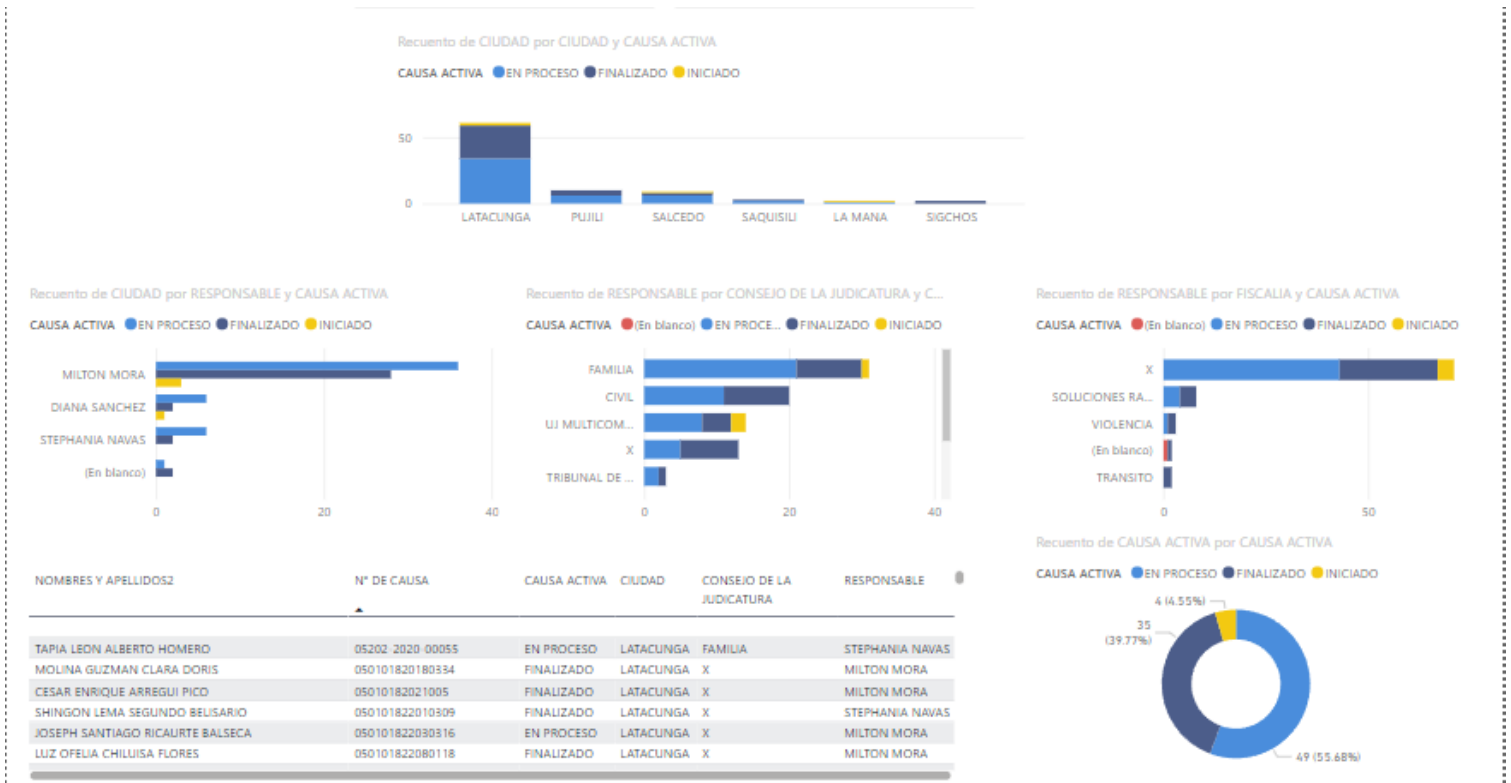 Recuento de CIUDAD por CIUDAD y CAUSA ACTIVA
CAUSA ACTIVA EN PROCESO FINALIZADO INICIADO
50
0
LATACUNGA PUJILI SALCEDO SAQUISILI LA MANA SIGCHOS
Recuento de CIUDAD por RESPONSABLE y CAUSA ACTIVA
CAUSA ACTIVA EN PROCESO FINALIZADO INICIADO
MILTON MORA
DIANA SANCHEZ
STEPHANIA NAVAS
(En blanco)
0 20 40
Recuento de RESPONSABLE por CONSEJO DE LA JUDICATURA y C...
CAUSA ACTIVA (En blanco) EN PROCE... FINALIZADO INICIADO
FAMILIA
CIVIL
UJ MULTICOM...
X
TRIBUNAL DE ...
0 20 40
Recuento de RESPONSABLE por FISCALIA y CAUSA ACTIVA
CAUSA ACTIVA (En blanco) EN PROCESO FINALIZADO INICIADO
X
SOLUCIONES RA...
VIOLENCIA
(En blanco)
TRANSITO
0 50
NOMBRES Y APELLIDOS2 N° DE CAUSA CAUSA ACTIVA CIUDAD CONSEJO DE LA RESPONSABLE
JUDICATURA
TAPIA LEON ALBERTO HOMERO 05202-2020-00055 EN PROCESO LATACUNGA FAMILIA STEPHANIA NAVAS
MOLINA GUZMAN CLARA DORIS 050101820180334 FINALIZADO LATACUNGA X MILTON MORA
CESAR ENRIQUE ARREGUI PICO 05010182021005 FINALIZADO LATACUNGA X MILTON MORA
SHINGON LEMA SEGUNDO BELISARIO 050101822010309 FINALIZADO LATACUNGA X STEPHANIA NAVAS
JOSEPH SANTIAGO RICAURTE BALSECA 050101822030316 EN PROCESO LATACUNGA X MILTON MORA
LUZ OFELIA CHILUISA FLORES 050101822080118 FINALIZADO LATACUNGA X MILTON MORA
Recuento de CAUSA ACTIVA por CAUSA ACTIVA
CAUSA ACTIVA EN PROCESO FINALIZADO INICIADO
4 (4.55%)
35
(39.77%)
49 (55.68%)